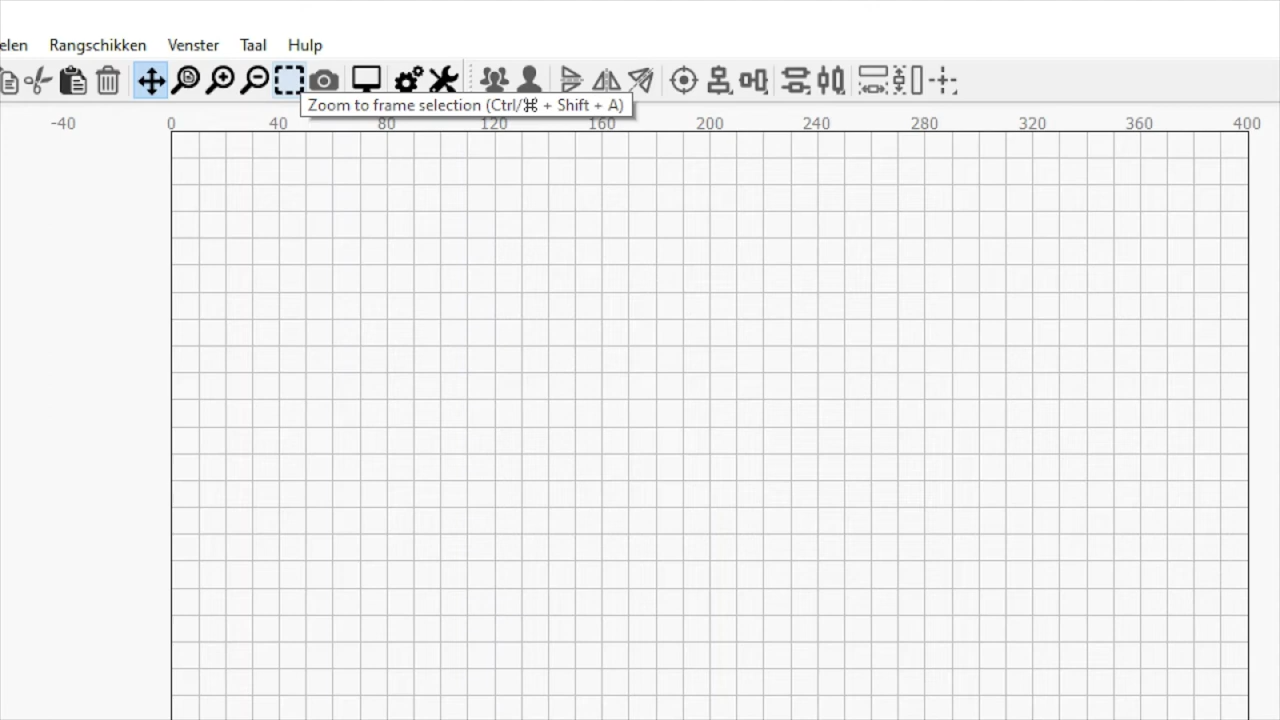 elen Rangschikken Venster Taal Hulp
Zoom to frame selection (Ctrl/⌘ + Shift + A)
-40 0 40 80 120 160 200 240 280 320 360 400